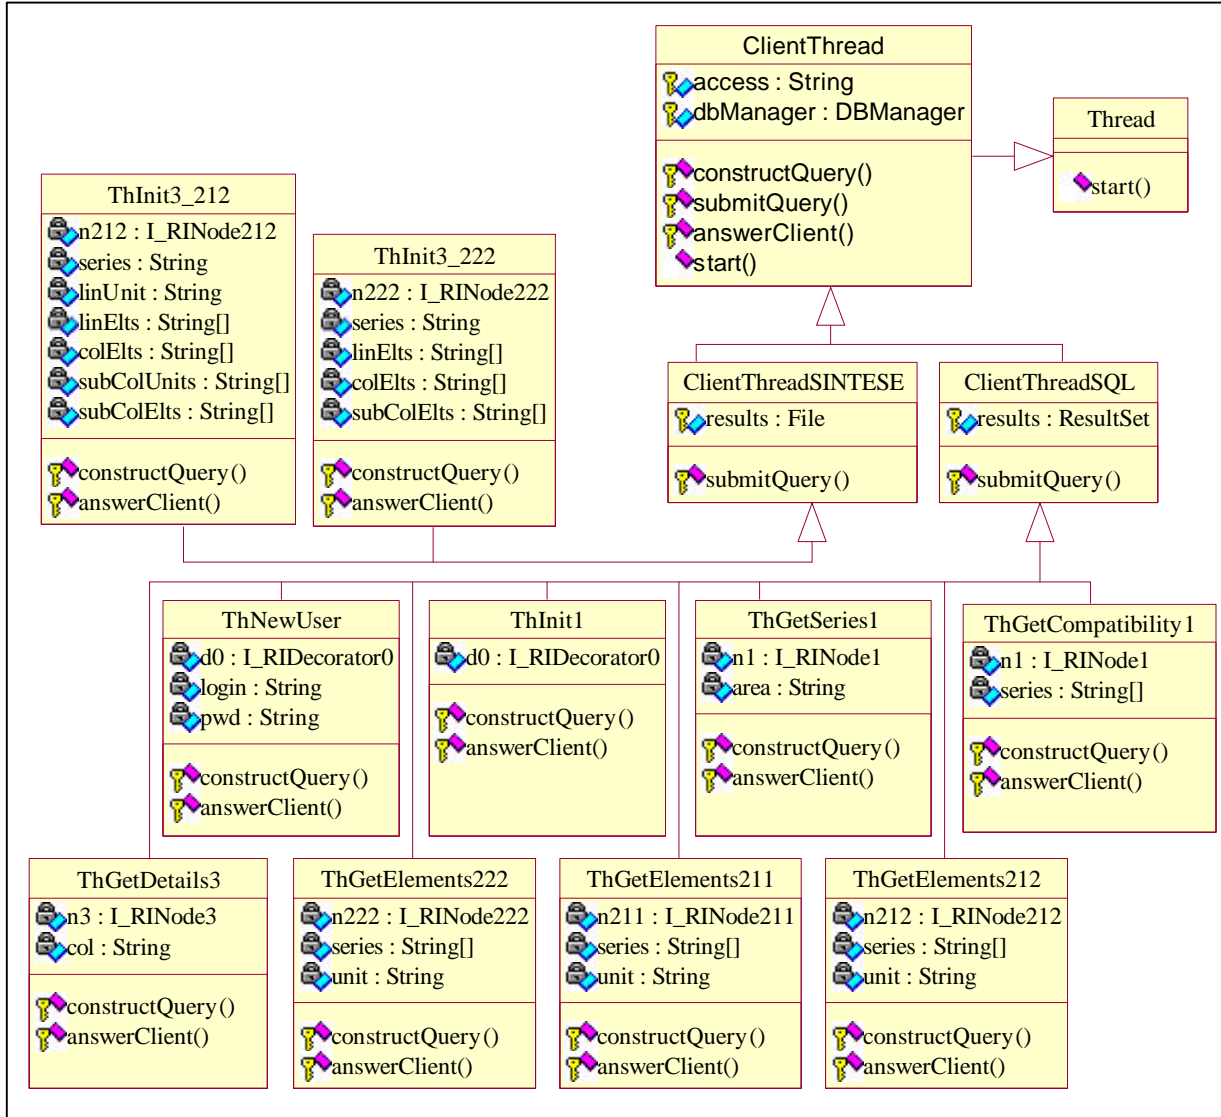 ClientThread
access : String
dbManager : DBManager
constructQuery()
submitQuery()
answerClient()
start()
Thread
start()
ThInit3_212
n212 : I_RINode212
series : String
linUnit : String
linElts : String[]
colElts : String[]
subColUnits : String[]
subColElts : String[]
constructQuery()
answerClient()
ThInit3_222
n222 : I_RINode222
series : String
linElts : String[]
colElts : String[]
subColElts : String[]
constructQuery()
answerClient()
ClientThreadSINTESE
results : File
submitQuery()
ClientThreadSQL
results : ResultSet
submitQuery()
ThNewUser
d0 : I_RIDecorator0
login : String
pwd : String
constructQuery()
answerClient()
ThInit1
d0 : I_RIDecorator0
constructQuery()
answerClient()
ThGetSeries1
n1 : I_RINode1
area : String
constructQuery()
answerClient()
ThGetCompatibility1
n1 : I_RINode1
series : String[]
constructQuery()
answerClient()
ThGetDetails3
n3 : I_RINode3
col : String
constructQuery()
answerClient()
ThGetElements222
n222 : I_RINode222
series : String[]
unit : String
constructQuery()
answerClient()
ThGetElements211
n211 : I_RINode211
series : String[]
unit : String
constructQuery()
answerClient()
ThGetElements212
n212 : I_RINode212
series : String[]
unit : String
constructQuery()
answerClient()